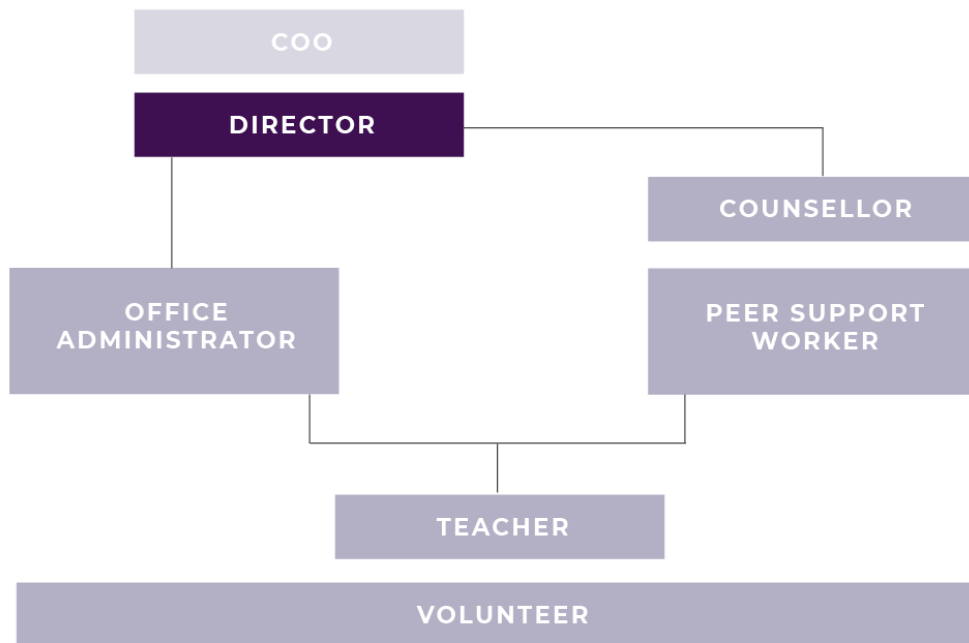 COO
DIRECTOR
COUNSELLOR
OFFICE
ADMINISTRATOR
PEER SUPPORT
WORKER
TEACHER
VOLUNTEER